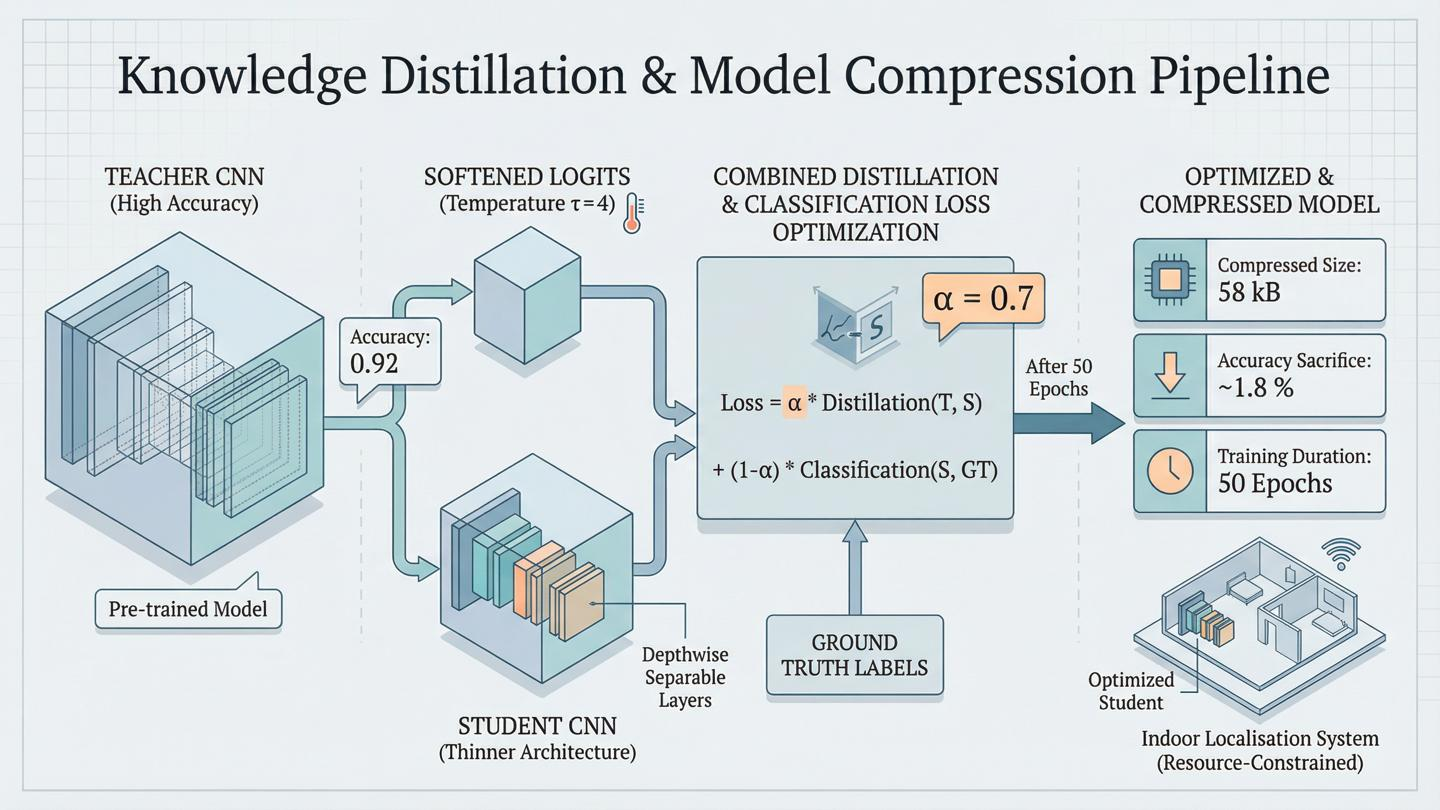 Knowledge Distillation & Model Compression Pipeline
TEACHER CNN
(High Accuracy)
Pre-trained Model
Accuracy:
0.92
SOFTENED LOGITS
(Temperature τ=4)
STUDENT CNN
(Thinner Architecture)
Depthwise
Separable
Layers
COMBINED DISTILLATION
& CLASSIFICATION LOSS
OPTIMIZATION
S
α = 0.7
Loss = α * Distillation(T, S)
+ (1-α) * Classification(S, GT)
GROUND
TRUTH LABELS
After 50
Epochs
OPTIMIZED &
COMPRESSED MODEL
Compressed Size:
58 kB
Accuracy Sacrifice:
~1.8 %
Training Duration:
50 Epochs
Optimized
Student
Indoor Localisation System
(Resource-Constrained)